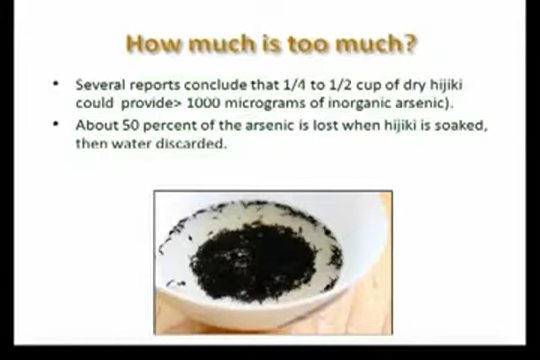 How much is too much?
• Several reports conclude that 1/4 to 1/2 cup of dry hijiki
could provide> 1000 micrograms of inorganic arsenic).
• About 50 percent of the arsenic is lost when hijiki is soaked,
then water discarded.